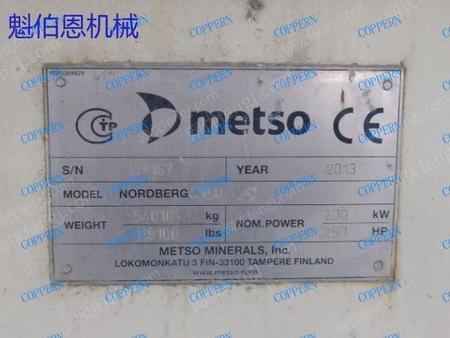 魁伯恩机械
metso
CE
S/N
YEAR 2013
MODEL NORDBERG
WEIGHT kg NOM. POWER 200 kW
lbs 250 HP
METSO MINERALS, Inc.
LOKOMONKATU 3 FIN-33100 TAMPERE FINLAND
www.metso.com
COPPERN